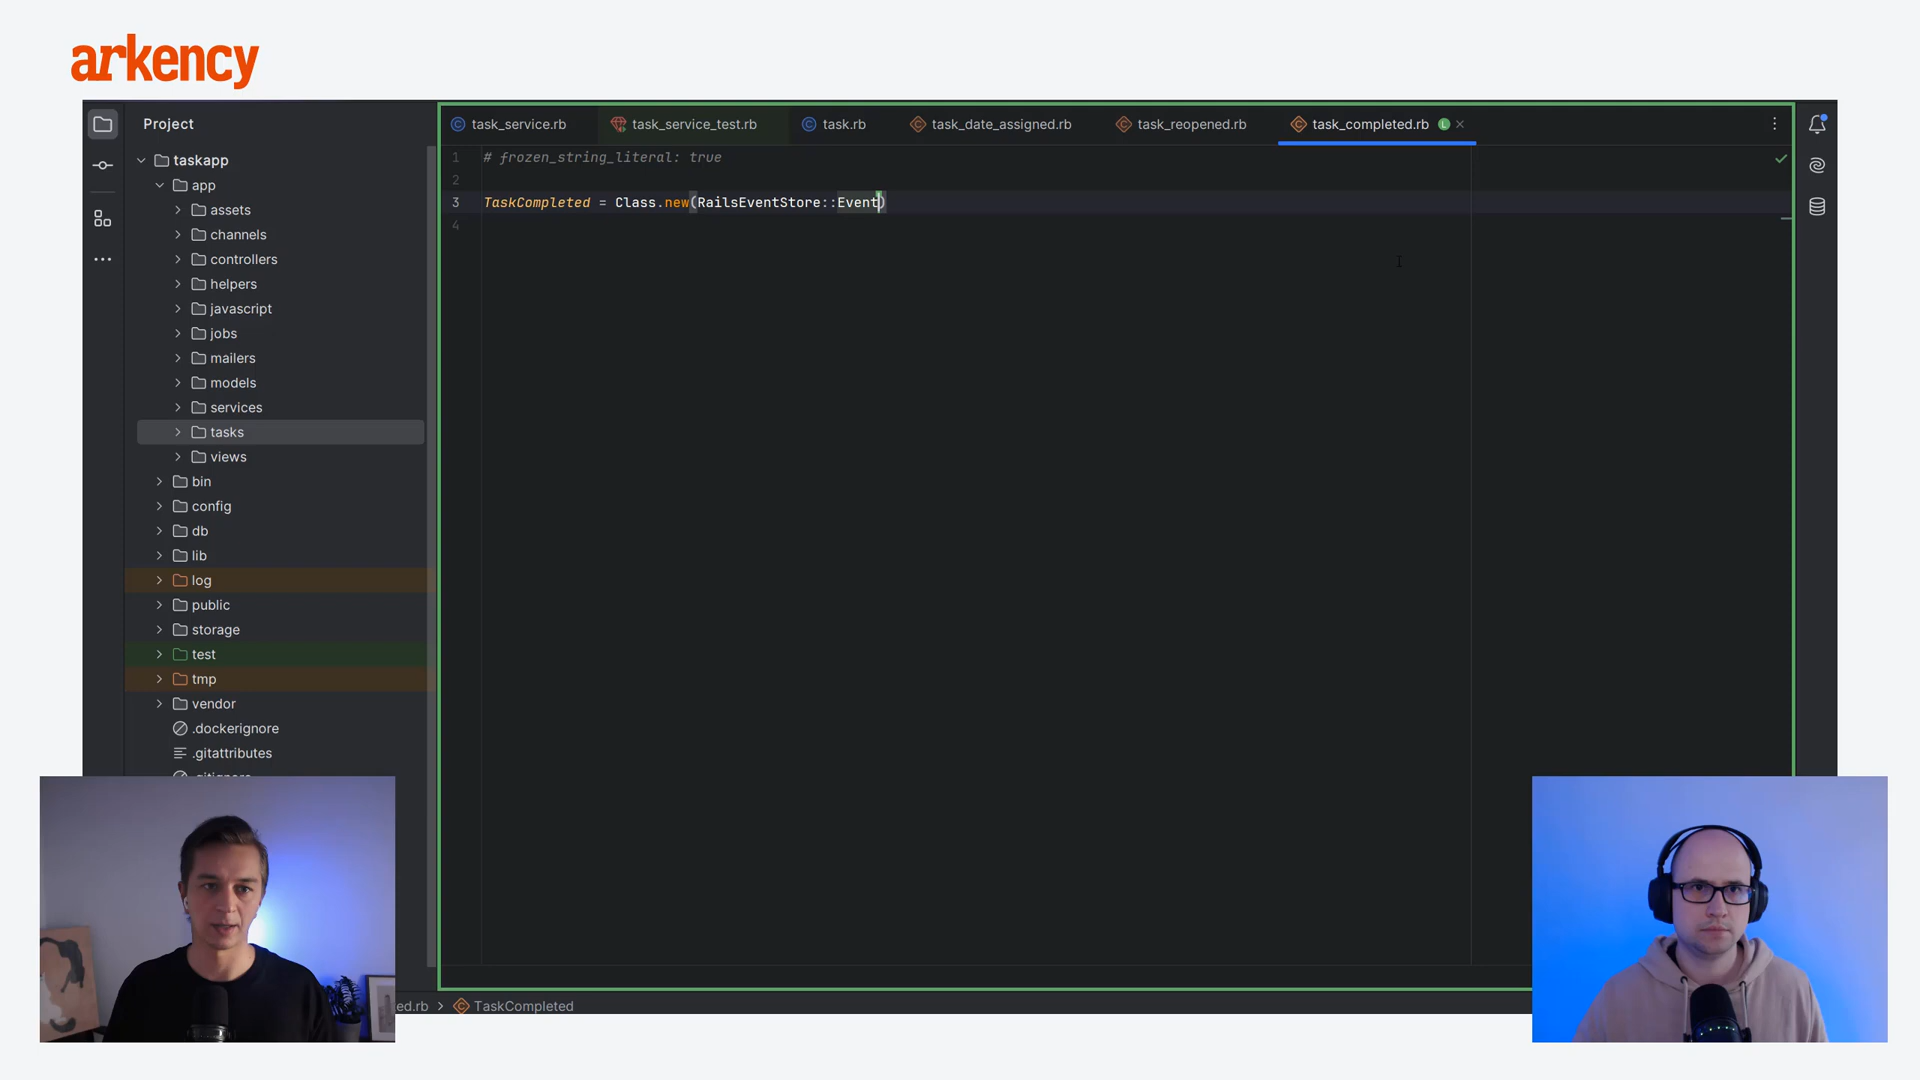 arkency
Project
task_service.rb
task_service_test.rb
task.rb
task_date_assigned.rb
task_reopened.rb
task_completed.rb
L
taskapp
app
assets
channels
controllers
helpers
javascript
jobs
mailers
models
services
tasks
views
bin
config
db
lib
log
public
storage
test
tmp
vendor
.dockerignore
.gitattributes
.gitignore
1 # frozen_string_literal: true
2
3 TaskCompleted = Class.new(RailsEventStore::Event)
4
ed.rb > TaskCompleted